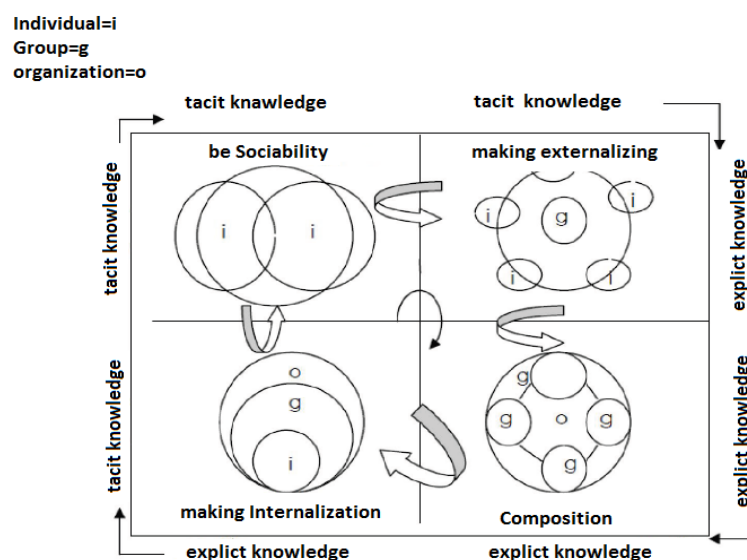 Individual=i
Group=g
organization=o
tacit knawledge
tacit knowledge
be Sociability
making externalizing
tacit knowledge
explict knowledge
i
i
i
g
i
i
i
tacit knowledge
explict knowledge
o
g
i
g
g
o
g
g
making Internalization
Composition
explict knowledge
explict knowledge